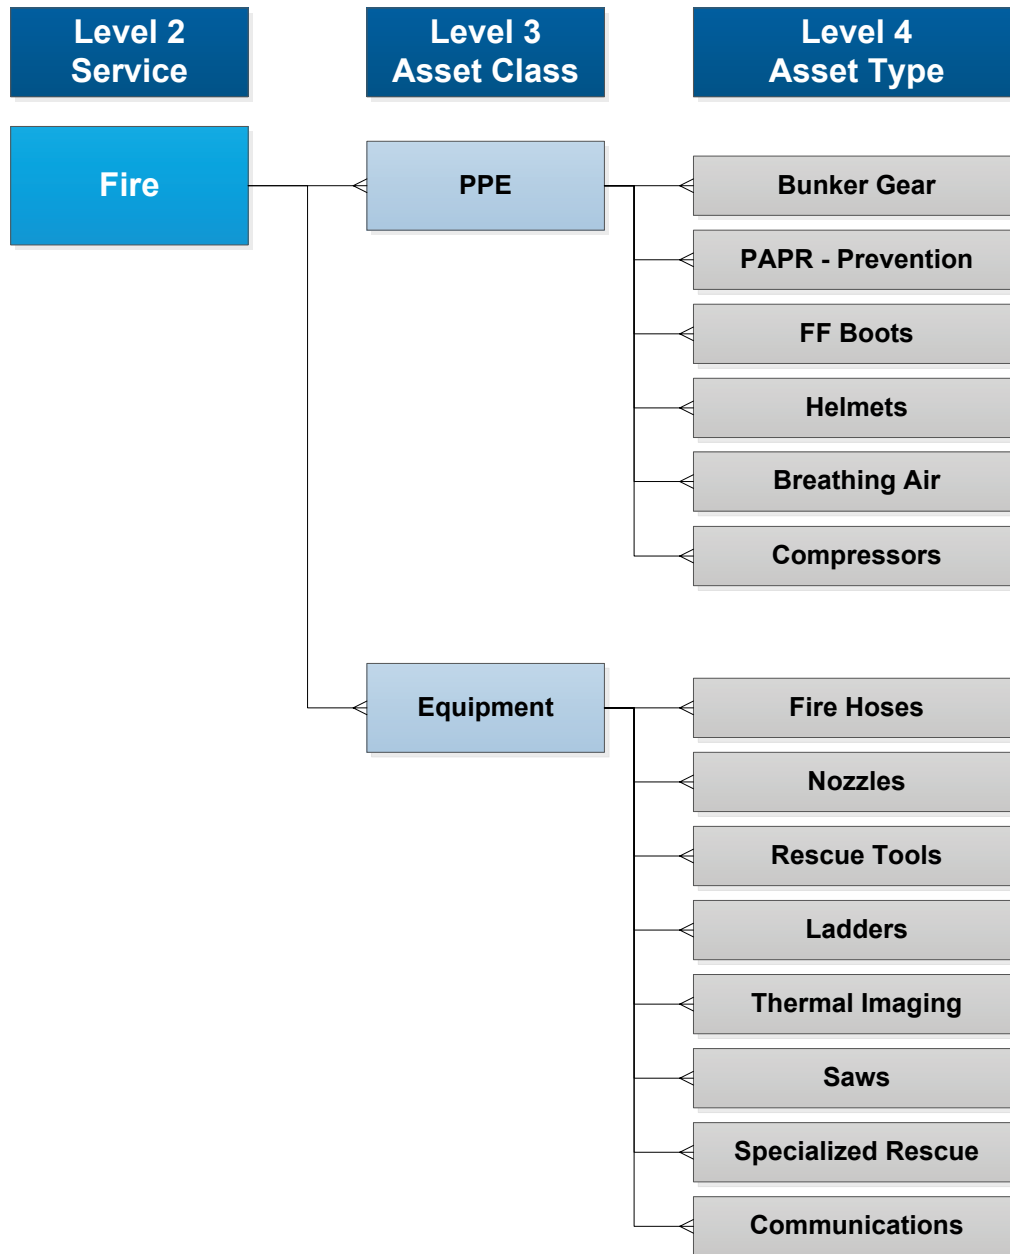 Level 2
Service
Level 3
Asset Class
Level 4
Asset Type
Fire
PPE
Bunker Gear
PAPR - Prevention
FF Boots
Helmets
Breathing Air
Compressors
Equipment
Fire Hoses
Nozzles
Rescue Tools
Ladders
Thermal Imaging
Saws
Specialized Rescue
Communications